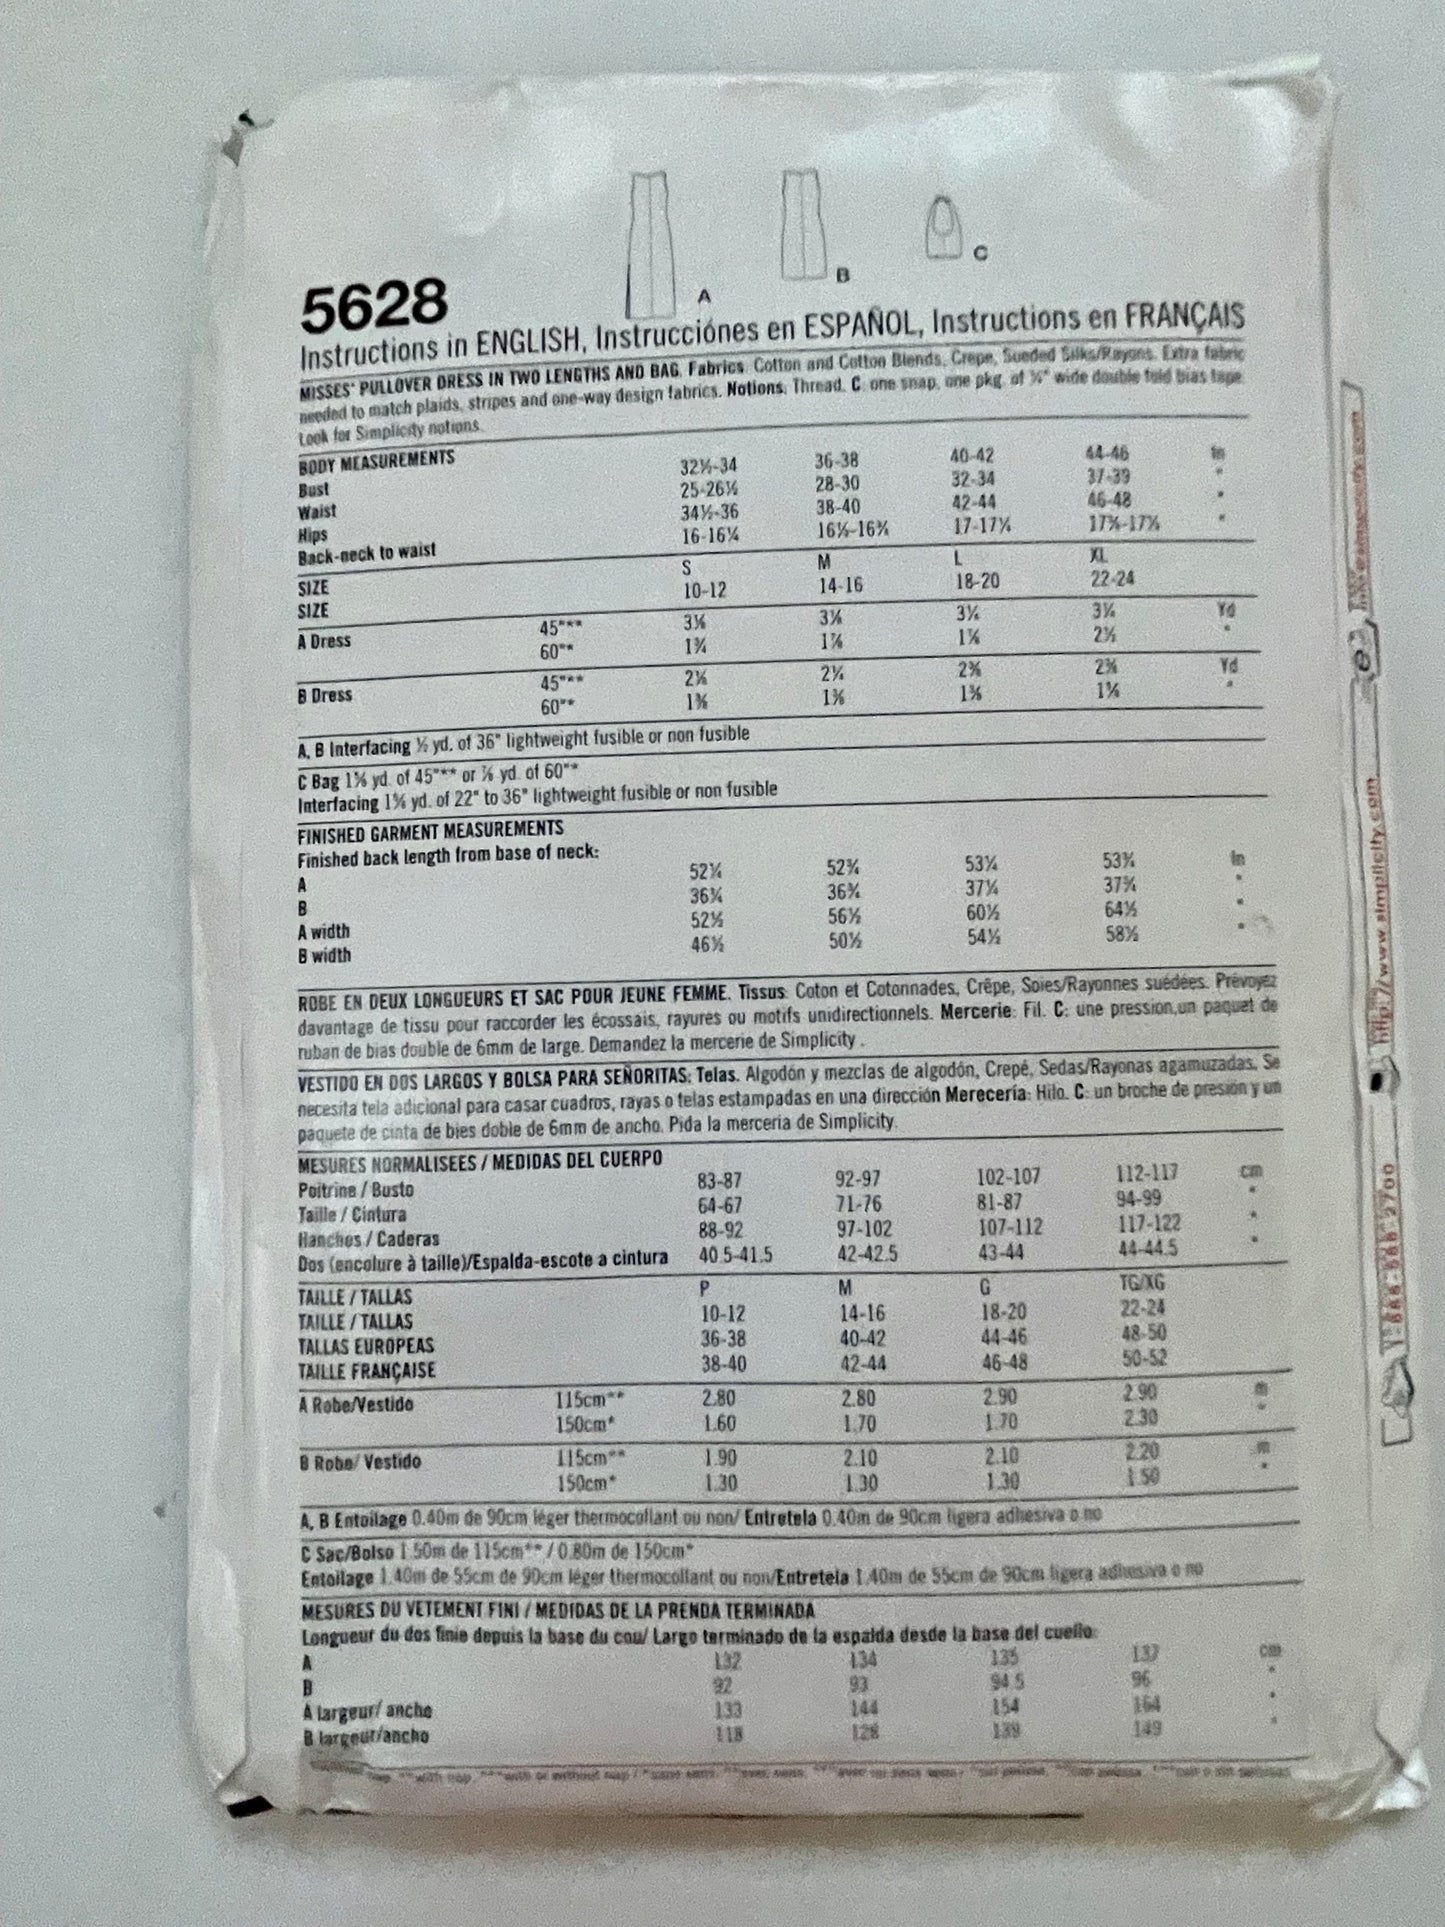 A
B
C
5628
Instructions in ENGLISH, Instrucciónes en ESPAÑOL, Instructions en FRANÇAIS
MISSES' PULLOVER DRESS IN TWO LENGTHS AND BAG. Fabrics: Cotton and Cotton Blends, Crepe, Sueded Silks/Rayons. Extra fabric
needed to match plaids, stripes and one-way design fabrics. Notions: Thread. C: one snap, one pkg. of ¼" wide double fold bias tape.
Look for Simplicity notions.
BODY MEASUREMENTS
Bust 32½-34 36-38 40-42 44-46 In
Waist 25-26½ 28-30 32-34 37-39 "
Hips 34½-36 38-40 42-44 46-48 "
Back-neck to waist 16-16¼ 16½-16¾ 17-17¼ 17⅜-17½ "
SIZE S M L XL
SIZE 10-12 14-16 18-20 22-24
A Dress 45"*** 3⅛ 3⅛ 3¼ 3¼ Yd
60"** 1¾ 1⅞ 1⅞ 2½ "
B Dress 45"*** 2⅛ 2¼ 2⅜ 2⅜ Yd
60"** 1⅜ 1⅜ 1⅜ 1⅝ "
A, B Interfacing ½ yd. of 36" lightweight fusible or non fusible
C Bag 1⅝ yd. of 45"*** or ⅞ yd. of 60"**
Interfacing yd. of 22" to 36" lightweight fusible or non fusible
FINISHED GARMENT MEASUREMENTS
Finished back length from base of neck:
A 52¼ 52¾ 53¼ 53¾ In
B 36¼ 36¾ 37¼ 37¾ "
A width 52½ 56½ 60½ 64½ "
B width 46½ 50½ 54½ 58½ "
ROBE EN DEUX LONGUEURS ET SAC POUR JEUNE FEMME. Tissus: Coton et Cotonnades, Crêpe, Soies/Rayonnes suédées. Prévoyez
davantage de tissu pour raccorder les écossais, rayures ou motifs unidirectionnels. Mercerie: Fil. C: une pression,un paquet de
ruban de bias double de 6mm de large. Demandez la mercerie de Simplicity .
VESTIDO EN DOS LARGOS Y BOLSA PARA SEÑORITAS: Telas. Algodón y mezclas de algodón, Crepé, Sedas/Rayonas agamuzadas. Se
necesita tela adicional para casar cuadros, rayas o telas estampadas en una dirección Merecería: Hilo. C: un broche de presión y un
paquete de cinta de bies doble de 6mm de ancho. Pida la mercería de Simplicity.
MESURES NORMALISEES / MEDIDAS DEL CUERPO
Poitrine / Busto 83-87 92-97 102-107 112-117 cm
Taille / Cintura 64-67 71-76 81-87 94-99 "
Hanches / Caderas 88-92 97-102 107-112 117-122 "
Dos (encolure à taille)/Espalda-escote a cintura 40.5-41.5 42-42.5 43-44 44-44.5 "
TAILLE / TALLAS P M G TG/XG
TAILLE / TALLAS 10-12 14-16 18-20 22-24
TALLAS EUROPEAS 36-38 40-42 44-46 48-50
TAILLE FRANÇAISE 38-40 42-44 46-48 50-52
A Robe/Vestido 115cm** 2.80 2.80 2.90 2.90 m
150cm* 1.60 1.70 1.70 2.30 "
B Robe/ Vestido 115cm** 1.90 2.10 2.10 2.20 m
150cm* 1.30 1.30 1.30 1.50 "
A, B Entoilage 0.40m de 90cm léger thermocollant ou non/ Entretela 0.40m de 90cm ligera adhesiva o no
C Sac/Bolso 1.50m de 115cm** / 0.80m de 150cm*
Entoilage 1.40m de 55cm de 90cm léger thermocollant ou non/Entretela 1.40m de 55cm de 90cm ligera adhesiva o no
MESURES DU VETEMENT FINI / MEDIDAS DE LA PRENDA TERMINADA
Longueur du dos finie depuis la base du cou/ Largo terminado de la espalda desde la base del cuello:
A 132 134 135 137 cm
B 92 93 94.5 96 "
A largeur/ ancho 133 144 154 164 "
B largeur/ancho 118 128 139 149 "
http://www.simplicity.com
1-888-588-2700